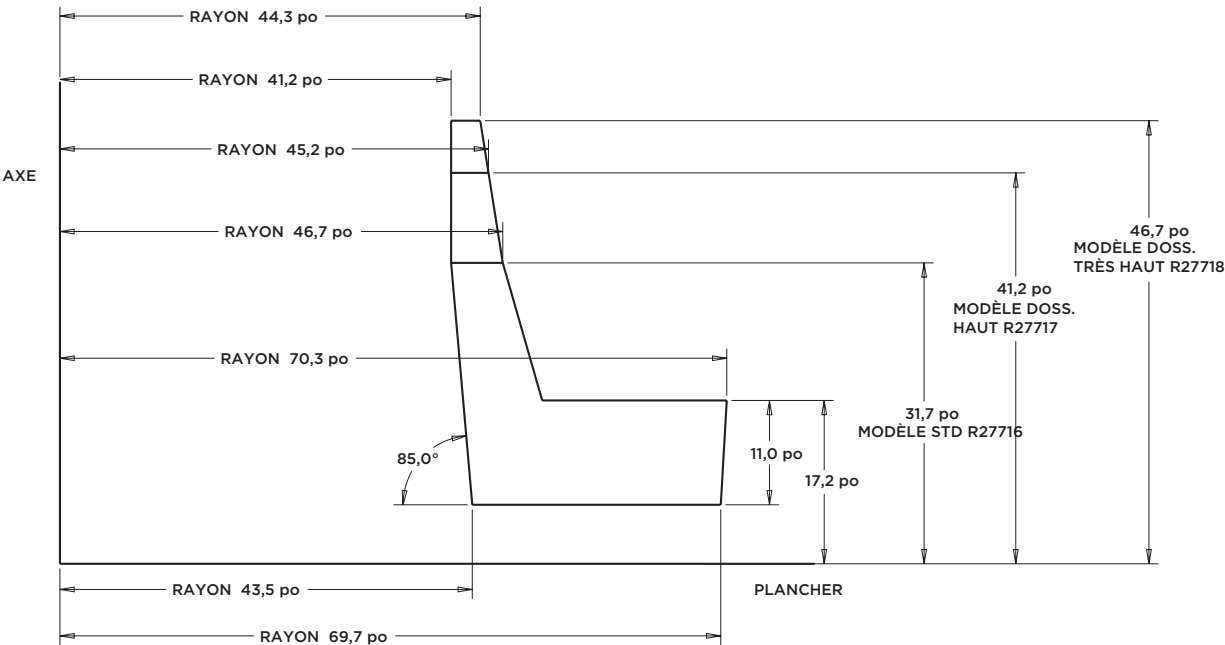 RAYON 44,3 po
RAYON 41,2 po
RAYON 45,2 po
AXE
RAYON 46,7 po
46,7 po
MODÈLE DOSS.
TRÈS HAUT R27718
41,2 po
MODÈLE DOSS.
HAUT R27717
RAYON 70,3 po
31,7 po
MODÈLE STD R27716
85,0°
11,0 po
17,2 po
RAYON 43,5 po
PLANCHER
RAYON 69,7 po